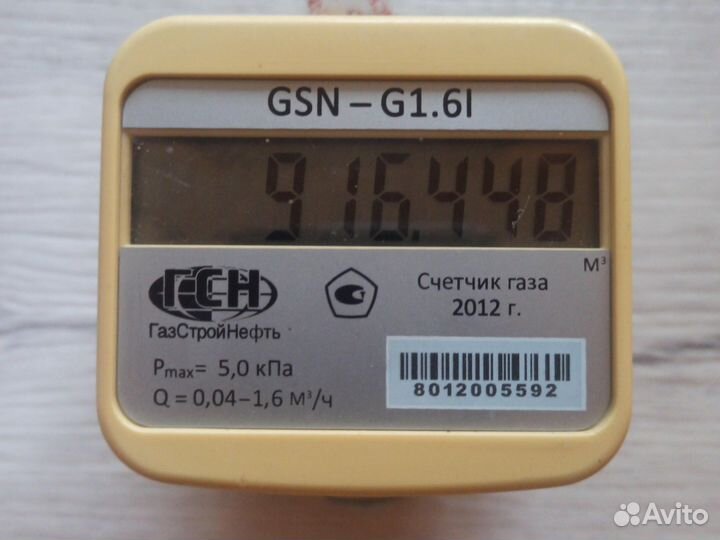 GSN – G1.6I
916.448
М³
ГСН
ГазСтройНефть
Счетчик газа
2012 г.
Pmax= 5,0 кПа
Q = 0,04–1,6 М³/ч
8012005592
Avito